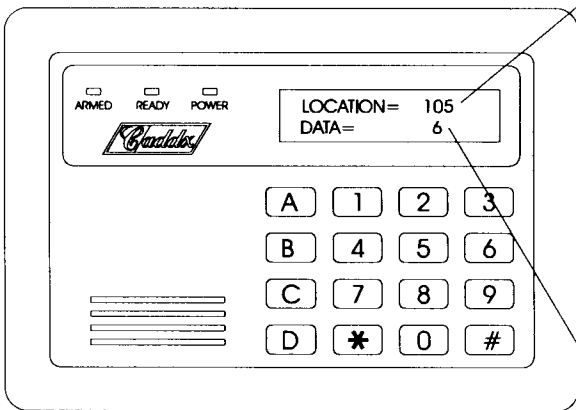 ARMED READY POWER
Caddx
LOCATION= 105
DATA= 6
A 1 2 3
B 4 5 6
C 7 8 9
D * 0 #